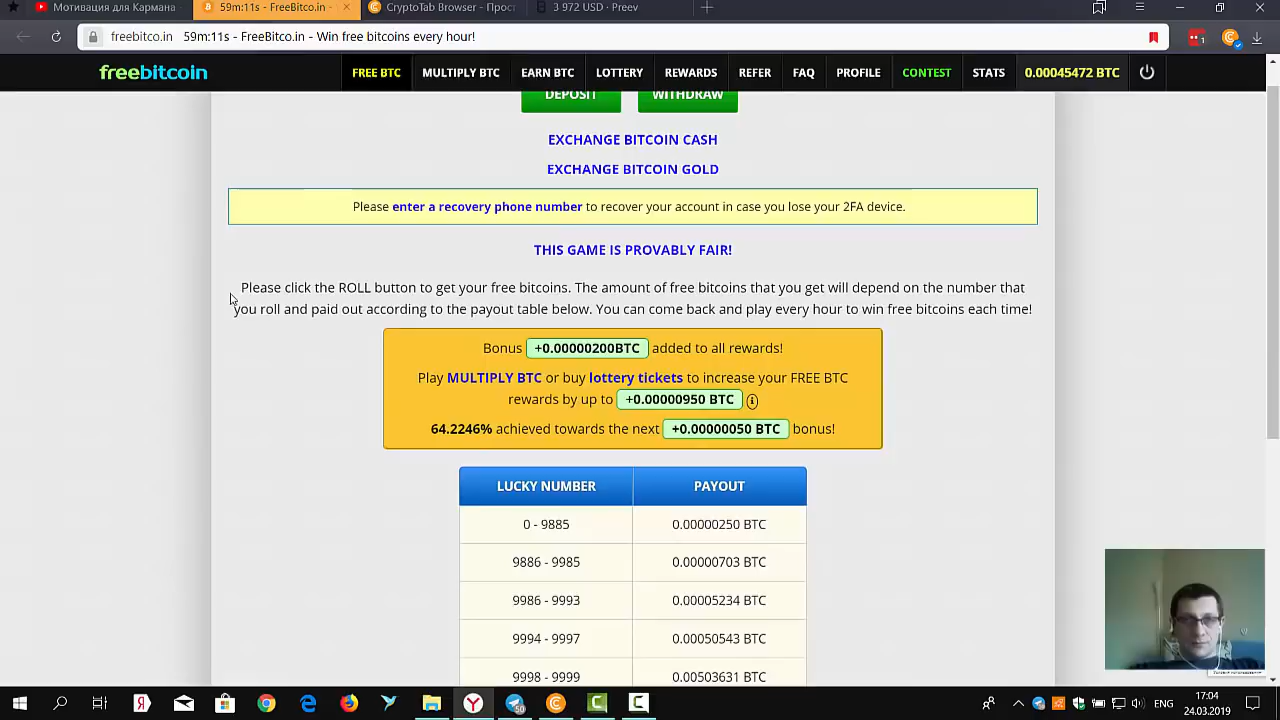 Мотивация для Кармана
59m:11s - FreeBitco.in -
CryptoTab Browser - Прост
3 972 USD - Preev
freebitco.in 59m:11s - FreeBitco.in - Win free bitcoins every hour!
1
freebitcoin
FREE BTC MULTIPLY BTC EARN BTC LOTTERY REWARDS REFER FAQ PROFILE CONTEST STATS 0.00045472 BTC
DEPOSIT WITHDRAW
EXCHANGE BITCOIN CASH
EXCHANGE BITCOIN GOLD
Please enter a recovery phone number to recover your account in case you lose your 2FA device.
THIS GAME IS PROVABLY FAIR!
Please click the ROLL button to get your free bitcoins. The amount of free bitcoins that you get will depend on the number that
you roll and paid out according to the payout table below. You can come back and play every hour to win free bitcoins each time!
Bonus +0.00000200BTC added to all rewards!
Play MULTIPLY BTC or buy lottery tickets to increase your FREE BTC
rewards by up to +0.00000950 BTC
64.2246% achieved towards the next +0.00000050 BTC bonus!
LUCKY NUMBER PAYOUT
0 - 9885 0.00000250 BTC
9886 - 9985 0.00000703 BTC
9986 - 9993 0.00005234 BTC
9994 - 9997 0.00050543 BTC
9998 - 9999 0.00503631 BTC
50
ENG
17:04
24.03.2019